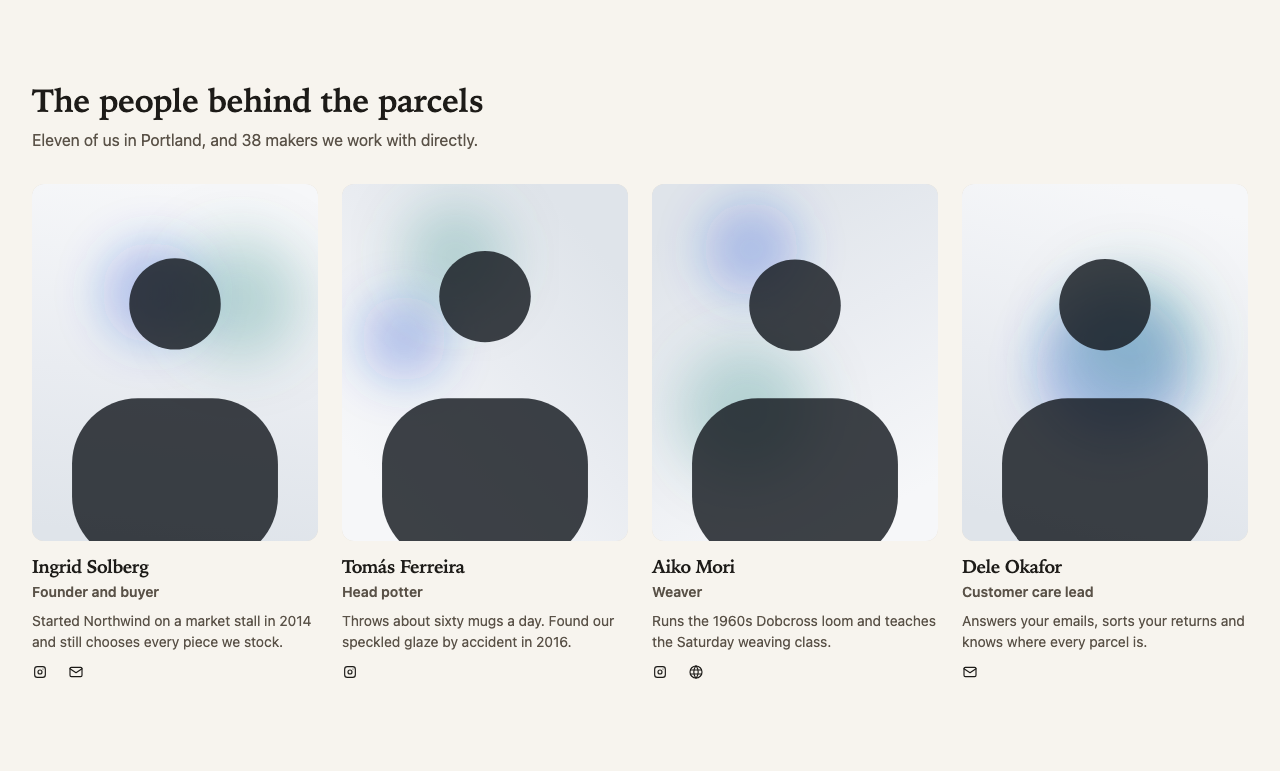 The people behind the parcels
Eleven of us in Portland, and 38 makers we work with directly.
Ingrid Solberg
Founder and buyer
Started Northwind on a market stall in 2014
and still chooses every piece we stock.
Tomás Ferreira
Head potter
Throws about sixty mugs a day. Found our
speckled glaze by accident in 2016.
Aiko Mori
Weaver
Runs the 1960s Dobcross loom and teaches
the Saturday weaving class.
Dele Okafor
Customer care lead
Answers your emails, sorts your returns and
knows where every parcel is.